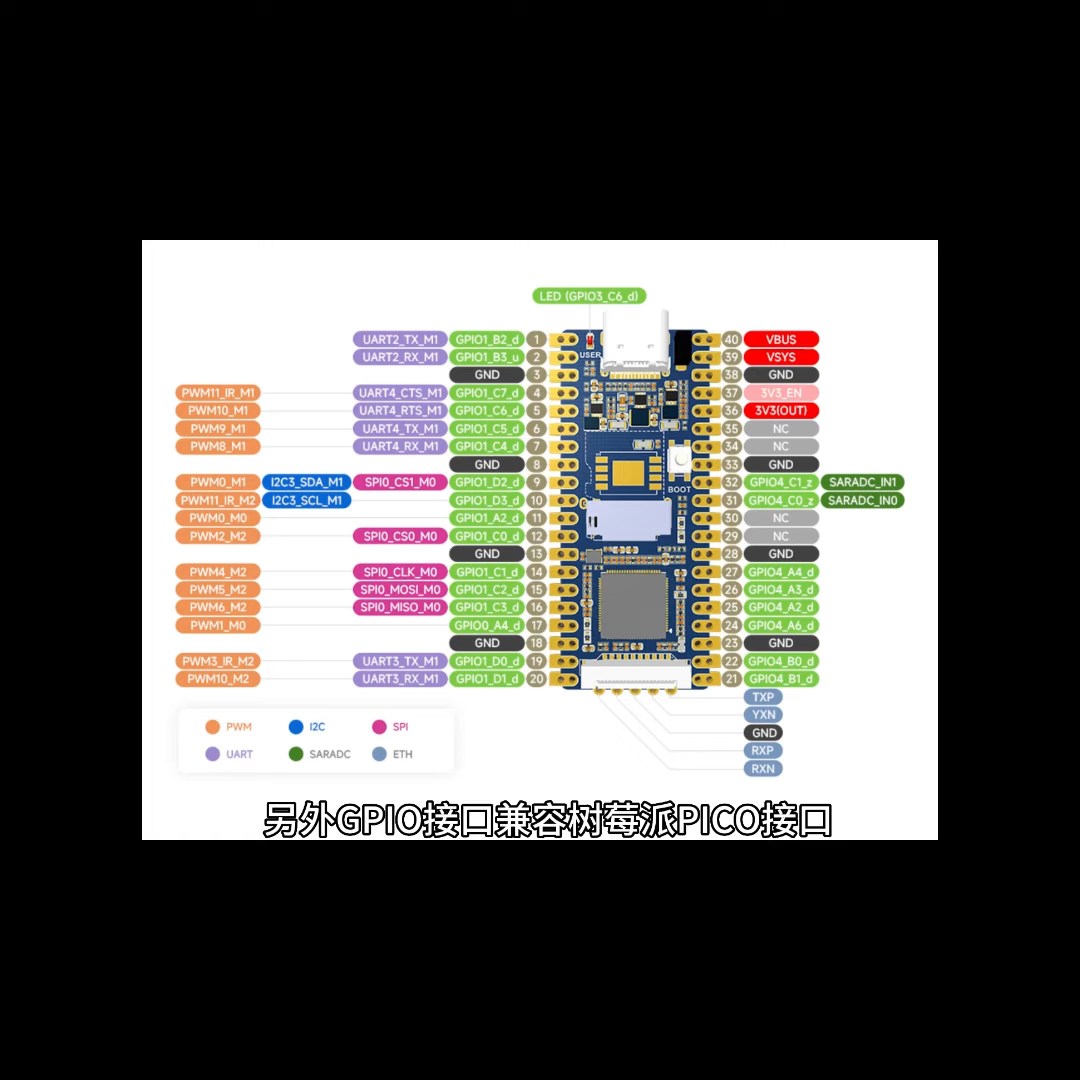 LED (GPIO3_C6_d)
UART2_TX_M1 GPIO1_B2_d 1 40 VBUS
USER
UART2_RX_M1 GPIO1_B3_u 2 39 VSYS
GND 3 38 GND
PWM11_IR_M1 UART4_CTS_M1 GPIO1_C7_d 4 37 3V3_EN
PWM10_M1 UART4_RTS_M1 GPIO1_C6_d 5 36 3V3(OUT)
PWM9_M1 UART4_TX_M1 GPIO1_C5_d 6 35 NC
PWM8_M1 UART4_RX_M1 GPIO1_C4_d 7 34 NC
GND 8 33 GND
PWM0_M1 I2C3_SDA_M1 SPI0_CS1_M0 GPIO1_D2_d 9 32 GPIO4_C1_z SARADC_IN1
BOOT
PWM11_IR_M2 I2C3_SCL_M1 GPIO1_D3_d 10 31 GPIO4_C0_z SARADC_IN0
PWM0_M0 GPIO1_A2_d 11 30 NC
PWM2_M2 SPI0_CS0_M0 GPIO1_C0_d 12 29 NC
GND 13 28 GND
PWM4_M2 SPI0_CLK_M0 GPIO1_C1_d 14 27 GPIO4_A4_d
PWM5_M2 SPI0_MOSI_M0 GPIO1_C2_d 15 26 GPIO4_A3_d
PWM6_M2 SPI0_MISO_M0 GPIO1_C3_d 16 25 GPIO4_A2_d
PWM1_M0 GPIO0_A4_d 17 24 GPIO4_A6_d
GND 18 23 GND
PWM3_IR_M2 UART3_TX_M1 GPIO1_D0_d 19 22 GPIO4_B0_d
PWM10_M2 UART3_RX_M1 GPIO1_D1_d 20 21 GPIO4_B1_d
TXP
YXN
GND
RXP
RXN
PWM I2C SPI
UART SARADC ETH
另外GPIO接口兼容树莓派PICO接口